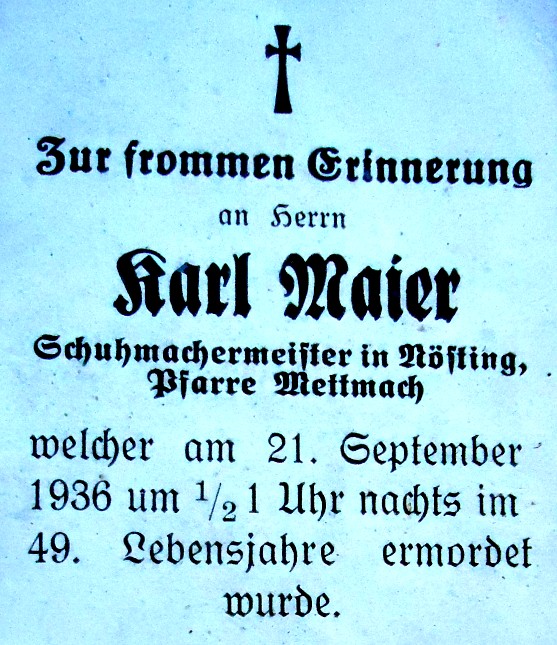 Zur frommen Erinnerung
an Herrn
Karl Maier
Schuhmachermeister in Nösting,
Pfarre Mettmach
welcher am 21. September
1936 um ½ 1 Uhr nachts im
49. Lebensjahre ermordet
wurde.